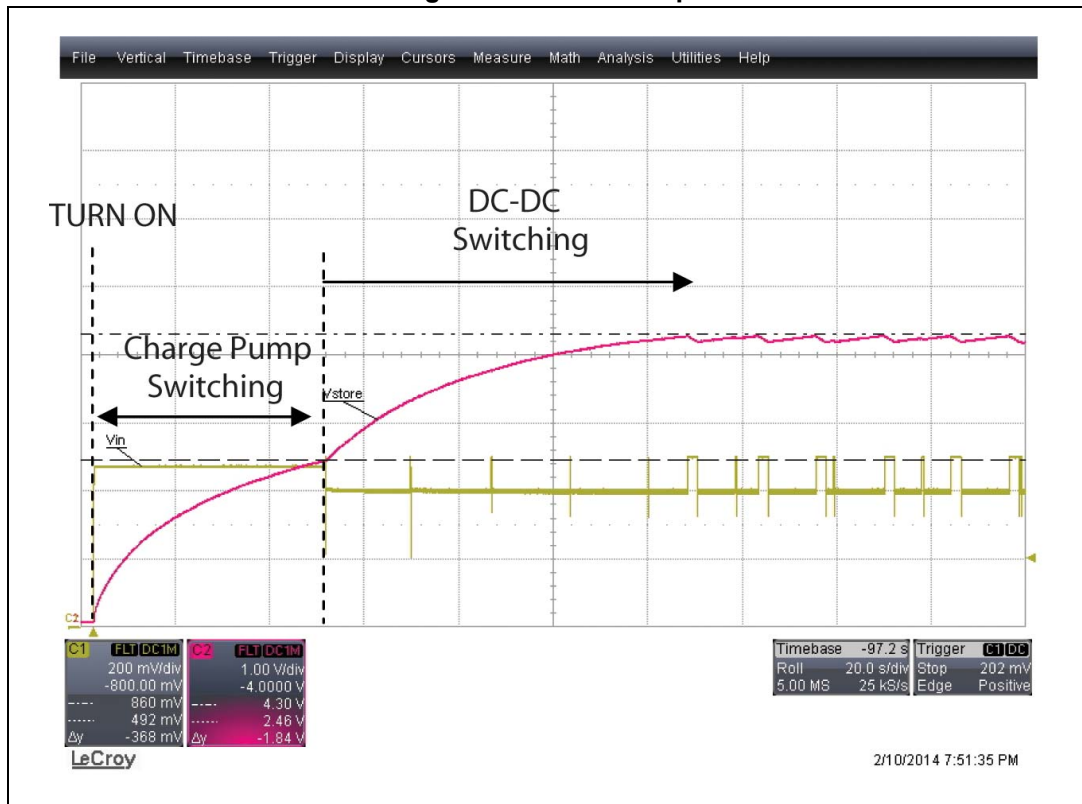 File Vertical Timebase Trigger Display Cursors Measure Math Analysis Utilities Help
TURN ON
DC-DC
Switching
Charge Pump
Switching
Vstore
Vin
C2
C1 FLT DC1M
200 mV/div
-800.00 mV
860 mV
492 mV
Δy -368 mV
C2 FLT DC1M
1.00 V/div
-4.0000 V
4.30 V
2.46 V
Δy -1.84 V
Timebase -97.2 s
Roll 20.0 s/div
5.00 MS 25 kS/s
Trigger C1 DC
Stop 202 mV
Edge Positive
LeCroy
2/10/2014 7:51:35 PM